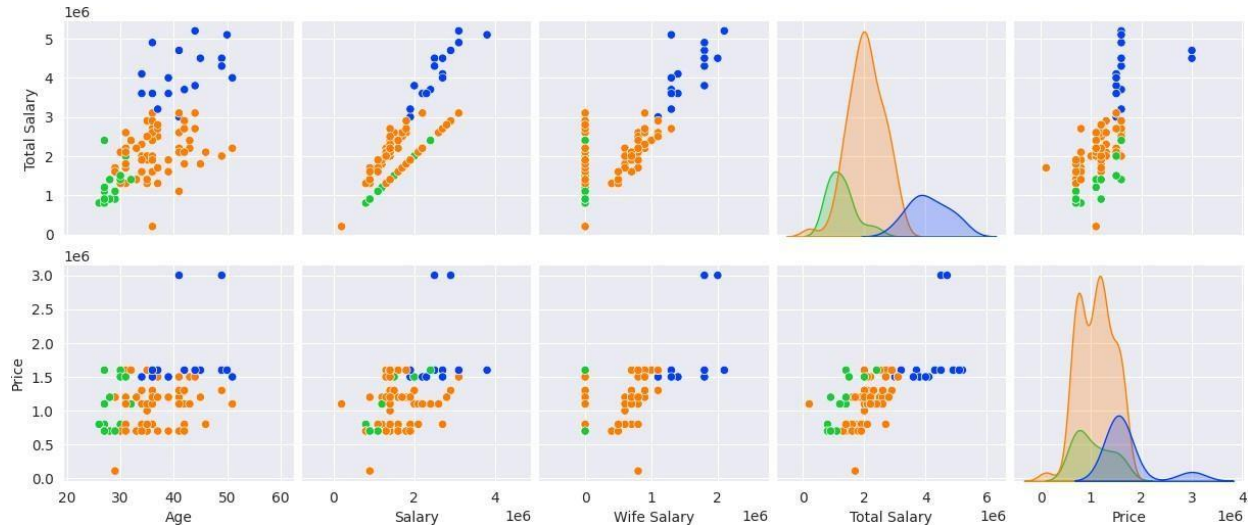 1e6
5
4
3
2
1
0
Total Salary
1e6
3.0
2.5
2.0
1.5
1.0
0.5
0.0
Price
20 30 40 50 60
Age
0 2 4
Salary 1e6
0 1 2
Wife Salary 1e6
0 2 4 6
Total Salary 1e6
0 1 2 3 4
Price 1e6